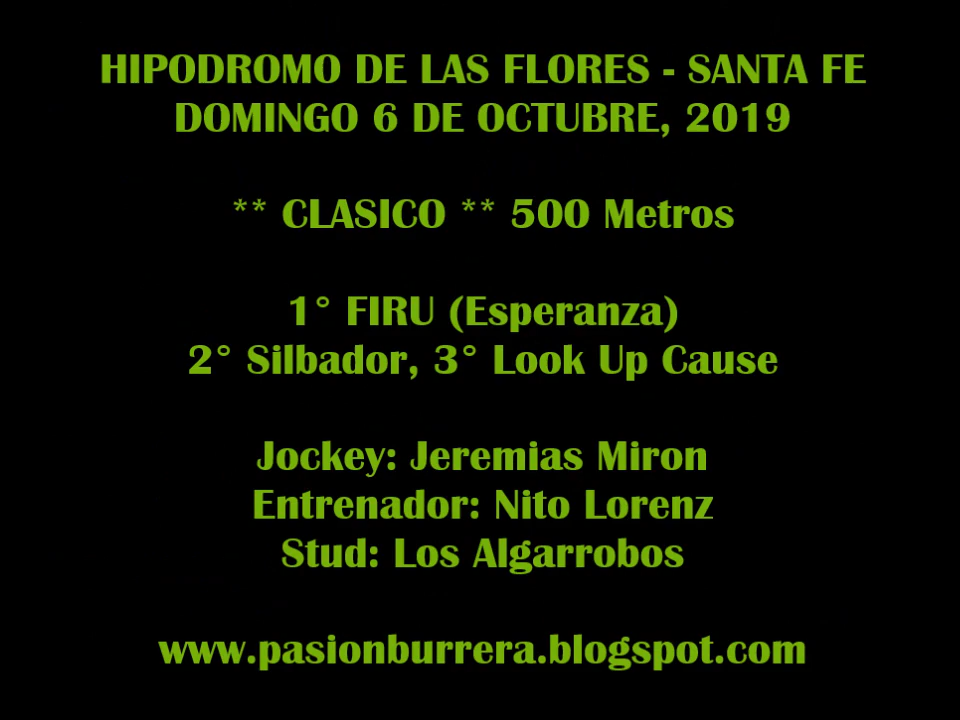 HIPODROMO DE LAS FLORES - SANTA FE
DOMINGO 6 DE OCTUBRE, 2019
** CLASICO ** 500 Metros
1° FIRU (Esperanza)
2° Silbador, 3° Look Up Cause
Jockey: Jeremias Miron
Entrenador: Nito Lorenz
Stud: Los Algarrobos
www.pasionburrera.blogspot.com